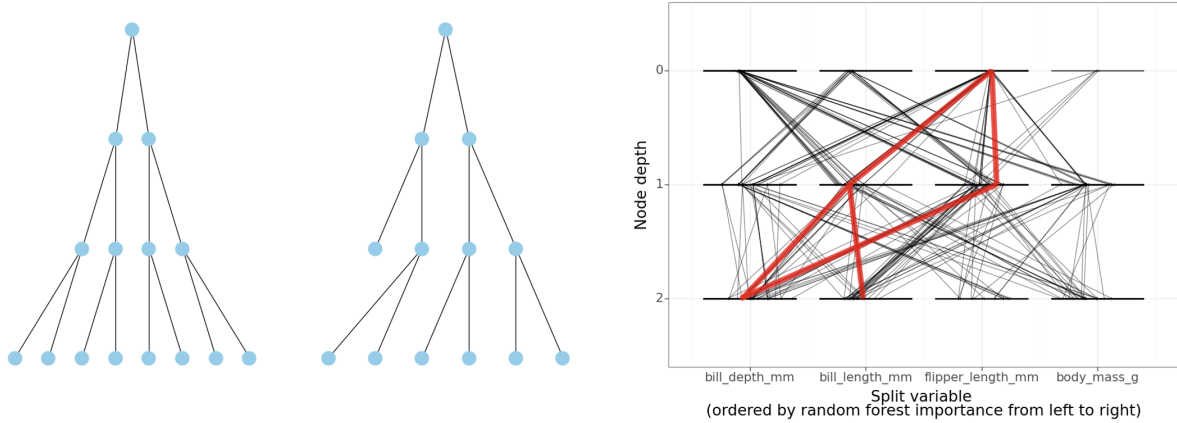 0
1
2
Node depth
bill_depth_mm bill_length_mm flipper_length_mm body_mass_g
Split variable
(ordered by random forest importance from left to right)